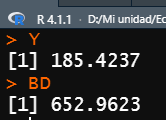 R 4.1.1 · D:/Mi unidad/Ec
> Y
[1] 185.4237
> BD
[1] 652.9623